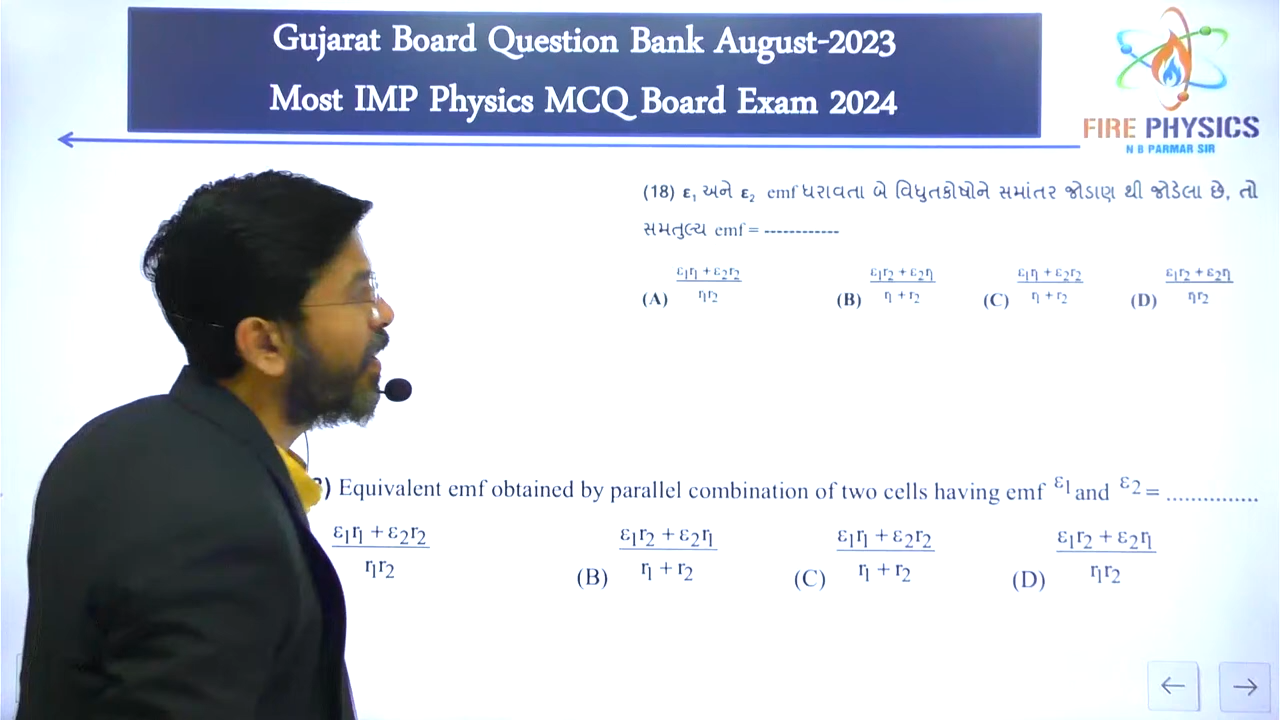 Gujarat Board Question Bank August-2023
Most IMP Physics MCQ Board Exam 2024
FIRE PHYSICS
N B PARMAR SIR
(18) ε₁ અને ε₂ emf ધરાવતા બે વિધુતકોષોને સમાંતર જોડાણ થી જોડેલા છે, તો
સમતુલ્ય emf = ------------
(A) (ε₁r₁ + ε₂r₂)/(r₁r₂) (B) (ε₁r₂ + ε₂r₁)/(r₁ + r₂) (C) (ε₁r₁ + ε₂r₂)/(r₁ + r₂) (D) (ε₁r₂ + ε₂r₁)/(r₁r₂)
) Equivalent emf obtained by parallel combination of two cells having emf ε₁ and ε₂ = ...............
(ε₁r₁ + ε₂r₂)/(r₁r₂) (B) (ε₁r₂ + ε₂r₁)/(r₁ + r₂) (C) (ε₁r₁ + ε₂r₂)/(r₁ + r₂) (D) (ε₁r₂ + ε₂r₁)/(r₁r₂)